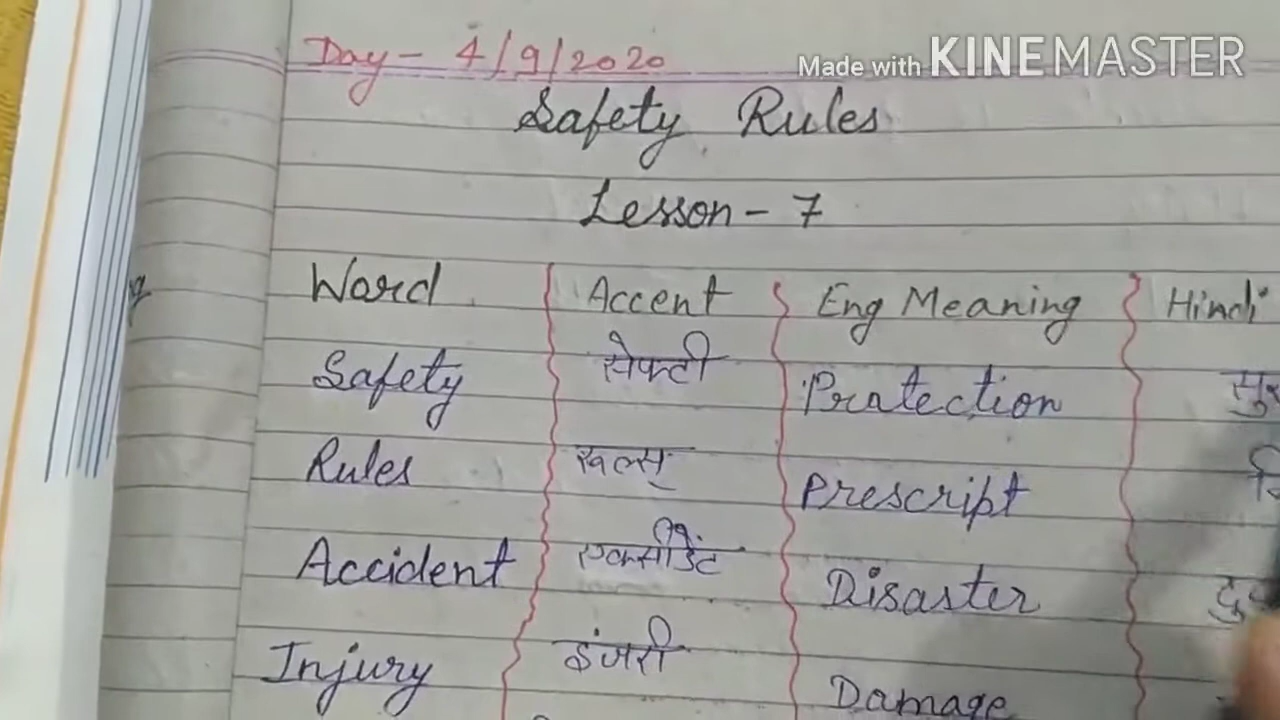 Day - 4/9/2020
Made with KINEMASTER
Safety Rules
Lesson - 7
Word Accent Eng Meaning Hindi
Safety सेफ्टी Pratection
Rules रूल्स् Prescript
Accident एक्सीडेंट Disaster
Injury इंजरी Damage